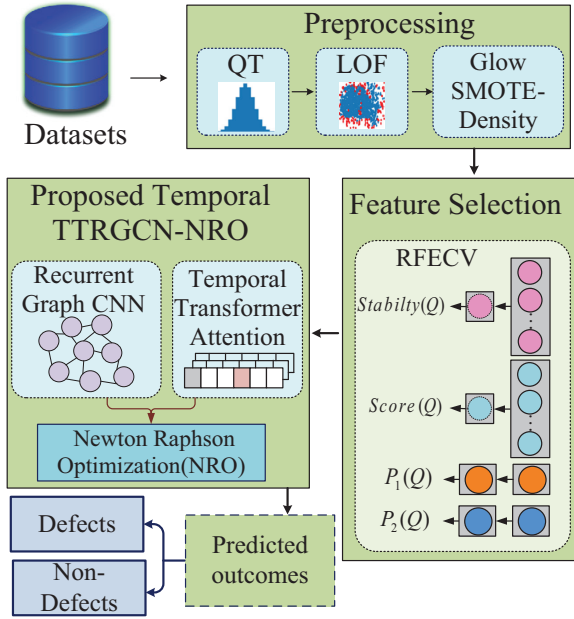 Datasets
Preprocessing
QT
LOF
Glow
SMOTE-
Density
Feature Selection
RFECV
Stabilty(Q)
Score(Q)
P₁(Q)
P₂(Q)
Proposed Temporal
TTRGCN-NRO
Recurrent
Graph CNN
Temporal
Transformer
Attention
Newton Raphson
Optimization(NRO)
Predicted
outcomes
Defects
Non-
Defects